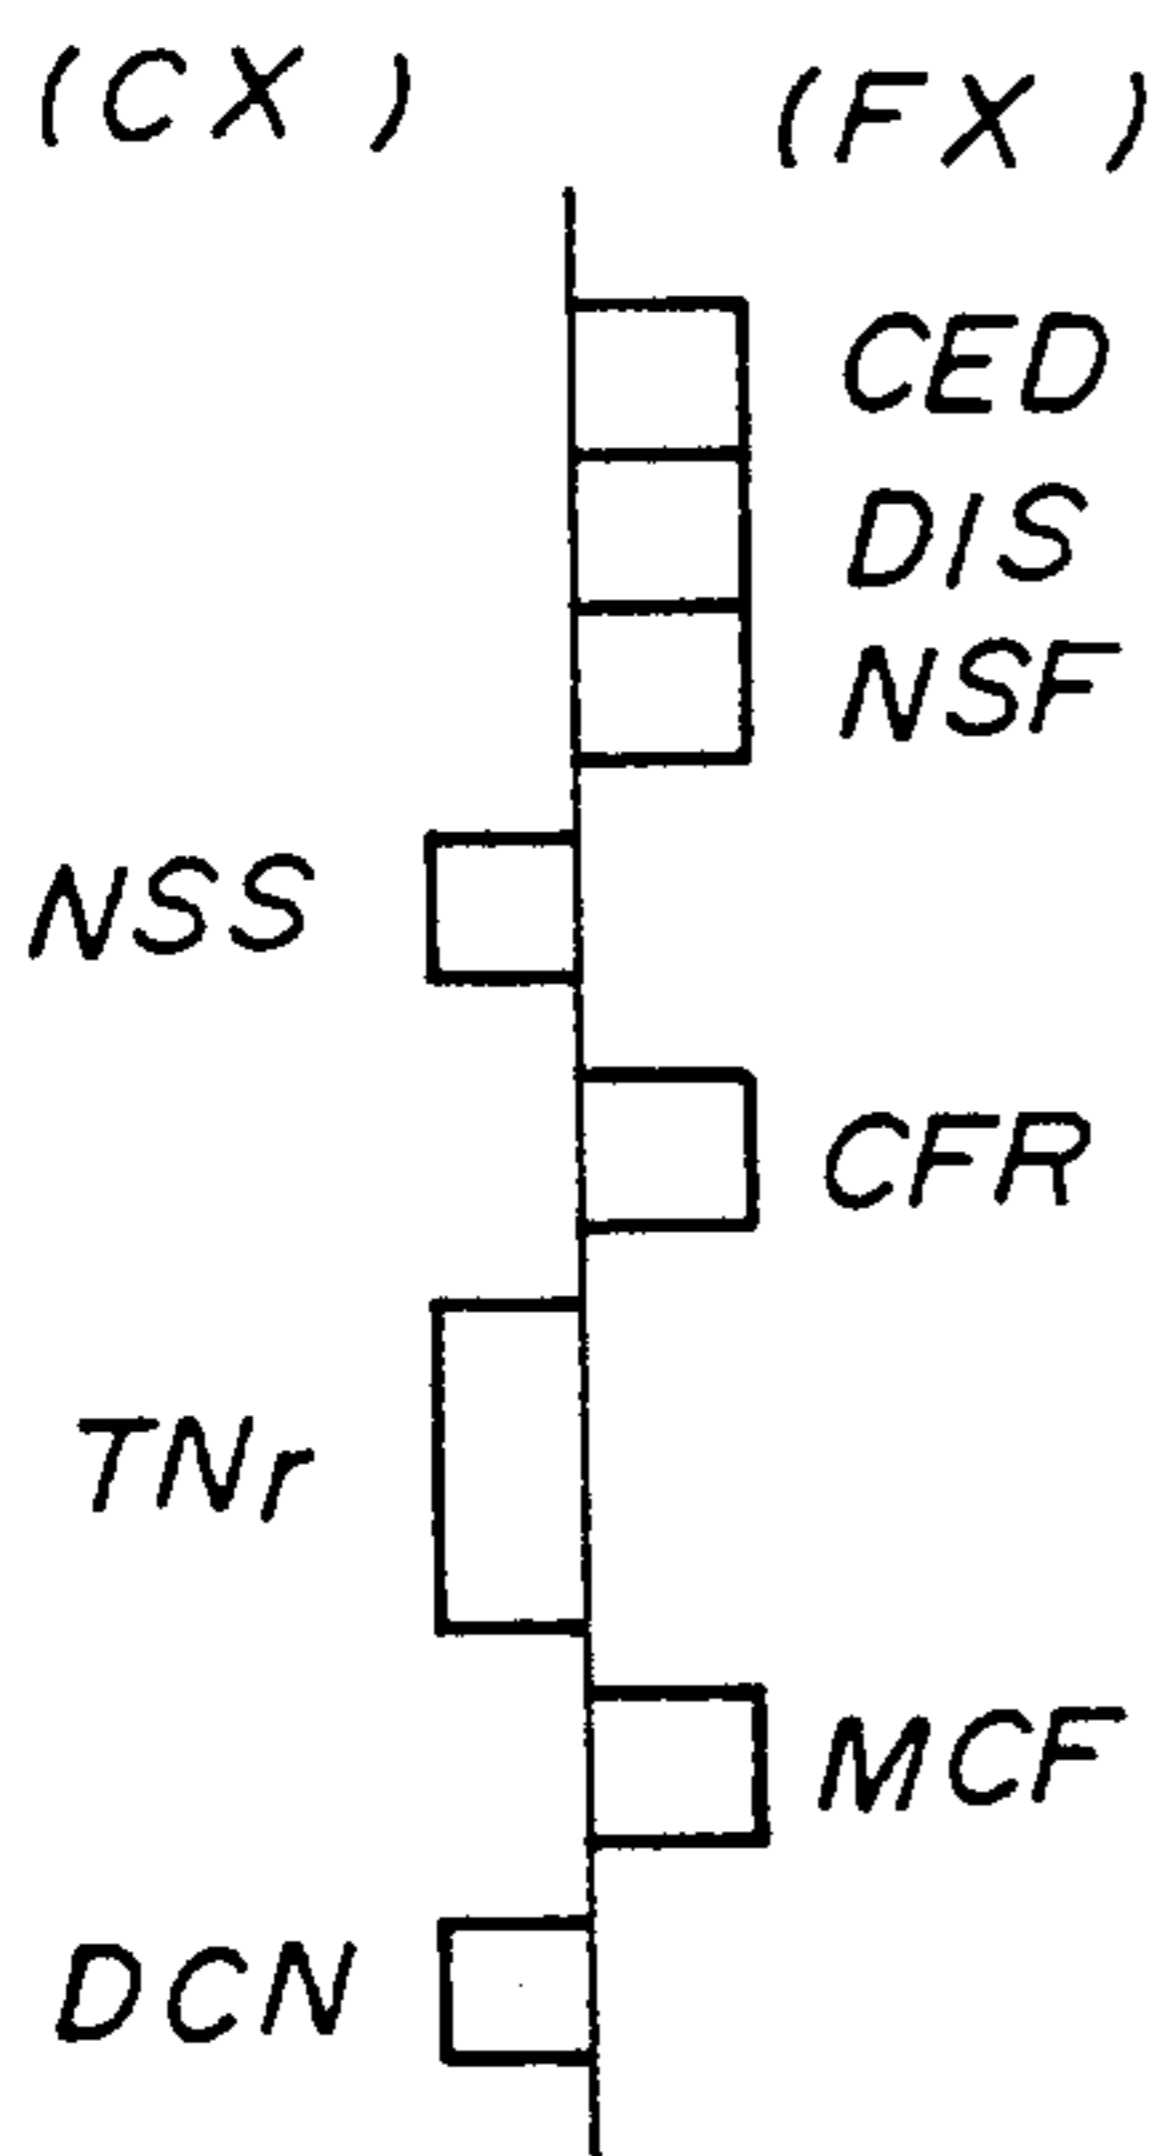 (CX) (FX)
CED
DIS
NSF
NSS
CFR
TNr
MCF
DCN